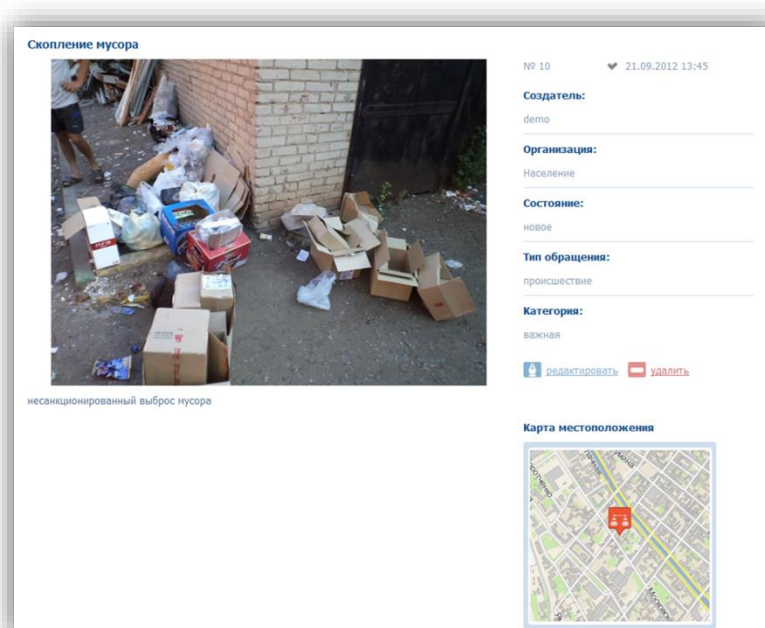 Скопление мусора
№ 10 21.09.2012 13:45
Создатель:
demo
Организация:
Население
Состояние:
новое
Тип обращения:
происшествие
Категория:
важная
редактировать удалить
несанкционированный выброс мусора
Карта местоположения